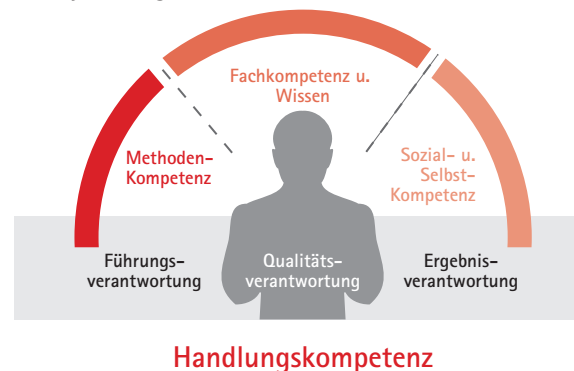 Fachkompetenz u.
Wissen
Methoden-
Kompetenz
Sozial- u.
Selbst-
Kompetenz
Führungs-
verantwortung
Qualitäts-
verantwortung
Ergebnis-
verantwortung
Handlungskompetenz